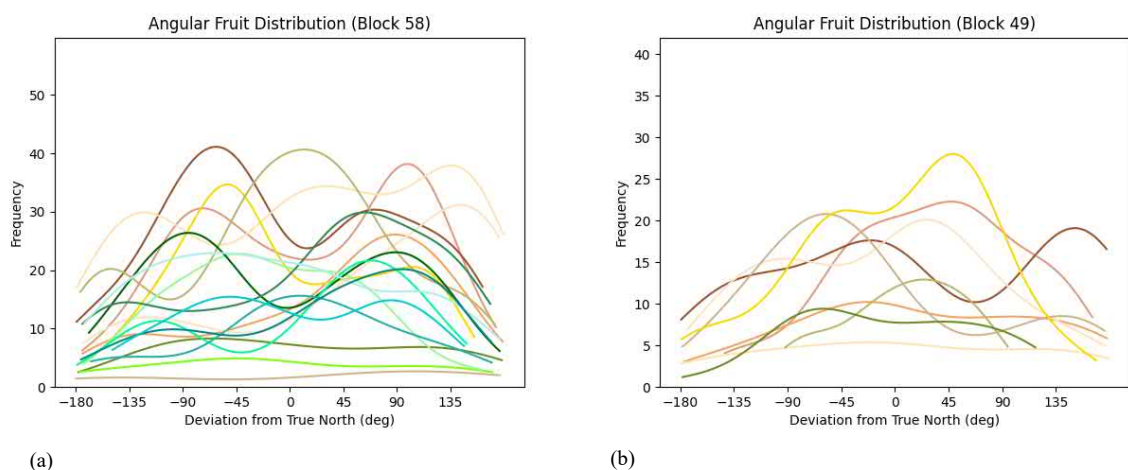 Angular Fruit Distribution (Block 58)
Frequency
50
40
30
20
10
0
−180 −135 −90 −45 0 45 90 135
Deviation from True North (deg)
(a)
Angular Fruit Distribution (Block 49)
Frequency
40
35
30
25
20
15
10
5
0
−180 −135 −90 −45 0 45 90 135
Deviation from True North (deg)
(b)